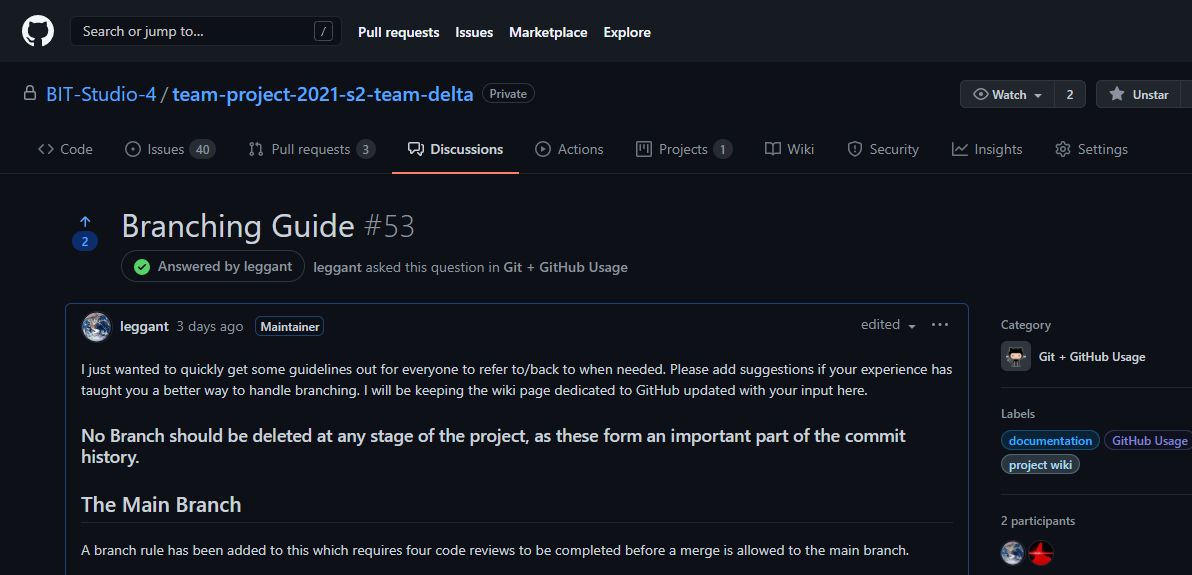 Search or jump to... /
Pull requests Issues Marketplace Explore
BIT-Studio-4 / team-project-2021-s2-team-delta Private
Watch 2 Unstar
Code Issues 40 Pull requests 3 Discussions Actions Projects 1 Wiki Security Insights Settings
2
Branching Guide #53
Answered by leggant leggant asked this question in Git + GitHub Usage
leggant 3 days ago Maintainer edited ...
I just wanted to quickly get some guidelines out for everyone to refer to/back to when needed. Please add suggestions if your experience has
taught you a better way to handle branching. I will be keeping the wiki page dedicated to GitHub updated with your input here.
No Branch should be deleted at any stage of the project, as these form an important part of the commit
history.
The Main Branch
A branch rule has been added to this which requires four code reviews to be completed before a merge is allowed to the main branch.
Category
Git + GitHub Usage
Labels
documentation GitHub Usage
project wiki
2 participants